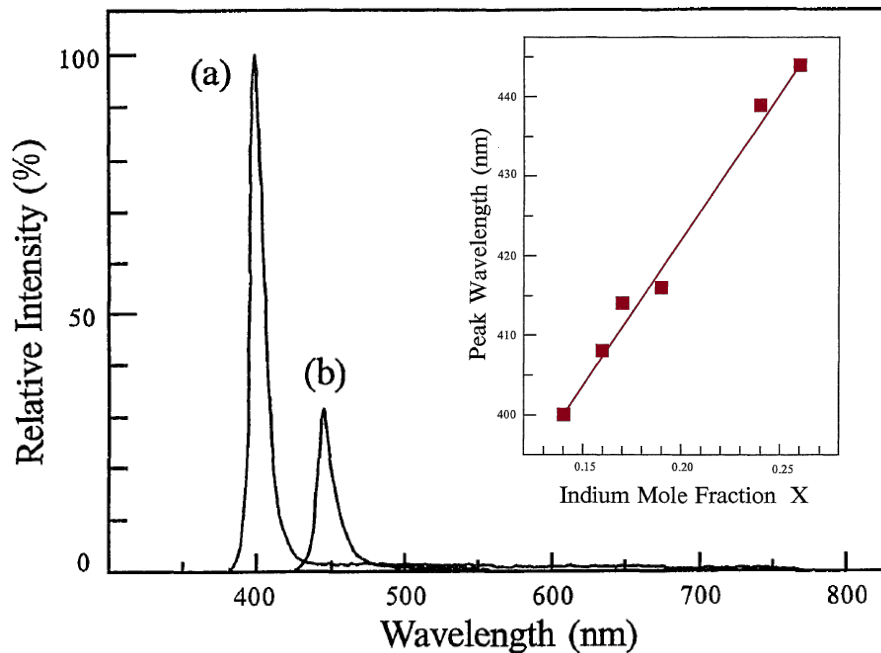 (a)
(b)
100
50
0
Relative Intensity (%)
400
500
600
700
800
Wavelength (nm)
440
430
420
410
400
Peak Wavelength (nm)
0.15
0.20
0.25
Indium Mole Fraction X